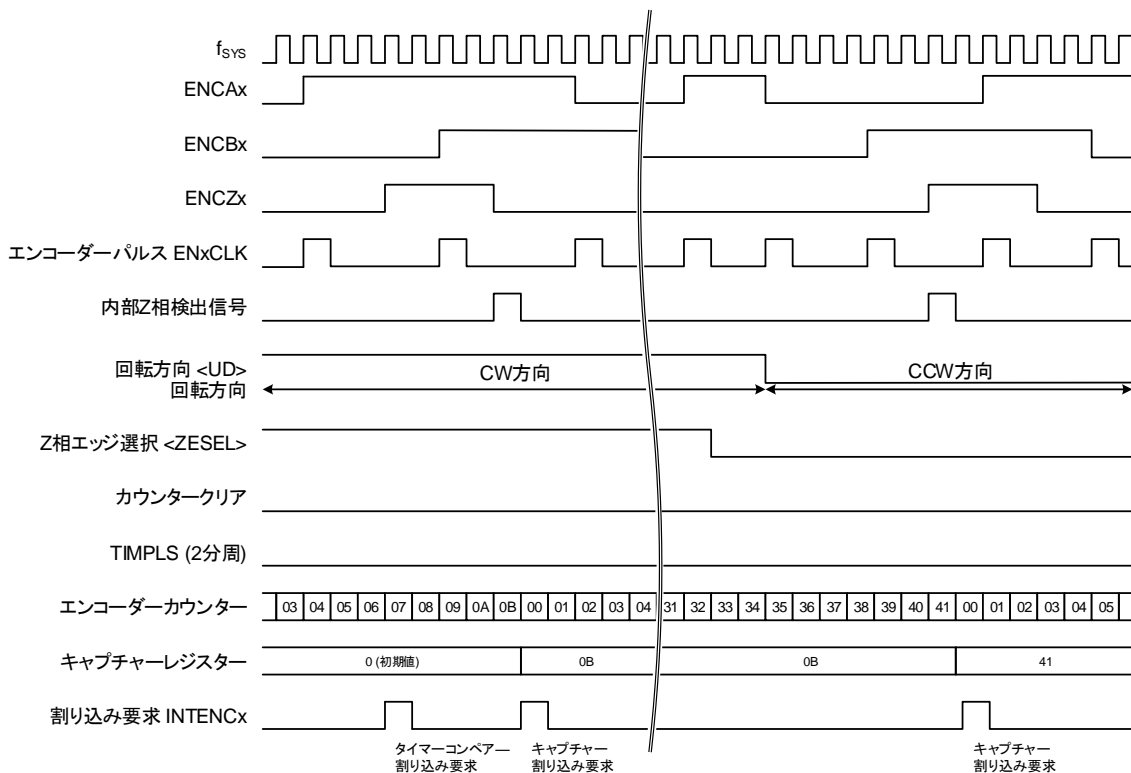 fSYS
ENCAx
ENCBx
ENCZx
エンコーダーパルス ENxCLK
内部Z相検出信号
回転方向 <UD>
回転方向
CW方向
CCW方向
Z相エッジ選択 <ZESEL>
カウンタークリア
TIMPLS (2分周)
エンコーダーカウンター
03 04 05 06 07 08 09 0A 0B 00 01 02 03 04 31 32 33 34 35 36 37 38 39 40 41 00 01 02 03 04 05
キャプチャーレジスター
0 (初期値) 0B 0B 41
割り込み要求 INTENCx
タイマーコンペアー
割り込み要求
キャプチャー
割り込み要求
キャプチャー
割り込み要求